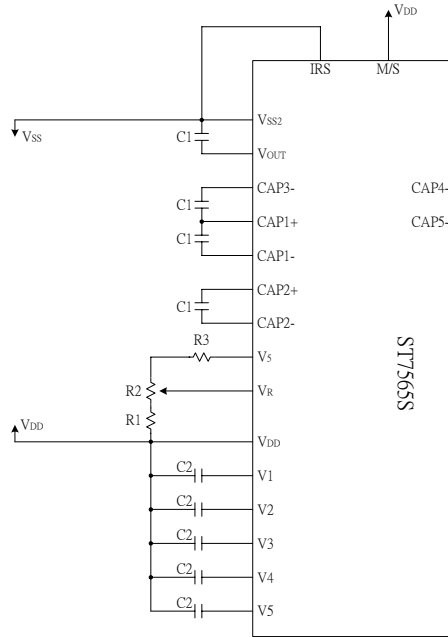 VDD
IRS M/S
VSS
VSS2
C1
VOUT
CAP3- CAP4-
C1
CAP1+ CAP5-
C1
CAP1-
CAP2+
C1
CAP2-
R3
V5
R2
VR
R1
VDD
VDD
C2
V1
C2
V2
C2
V3
C2
V4
C2
V5
ST7565S